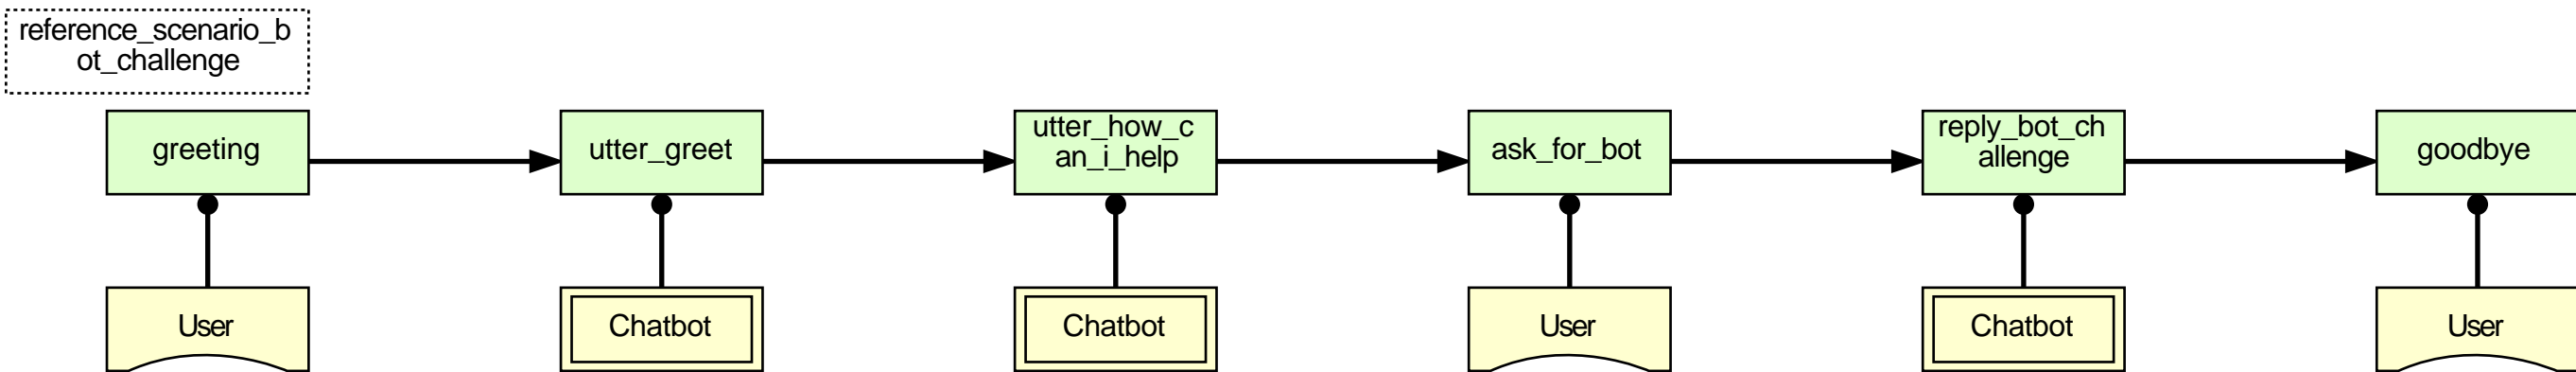 reference_scenario_b
ot_challenge
greeting
utter_greet
utter_how_c
an_i_help
ask_for_bot
reply_bot_ch
allenge
goodbye
User
Chatbot
Chatbot
User
Chatbot
User